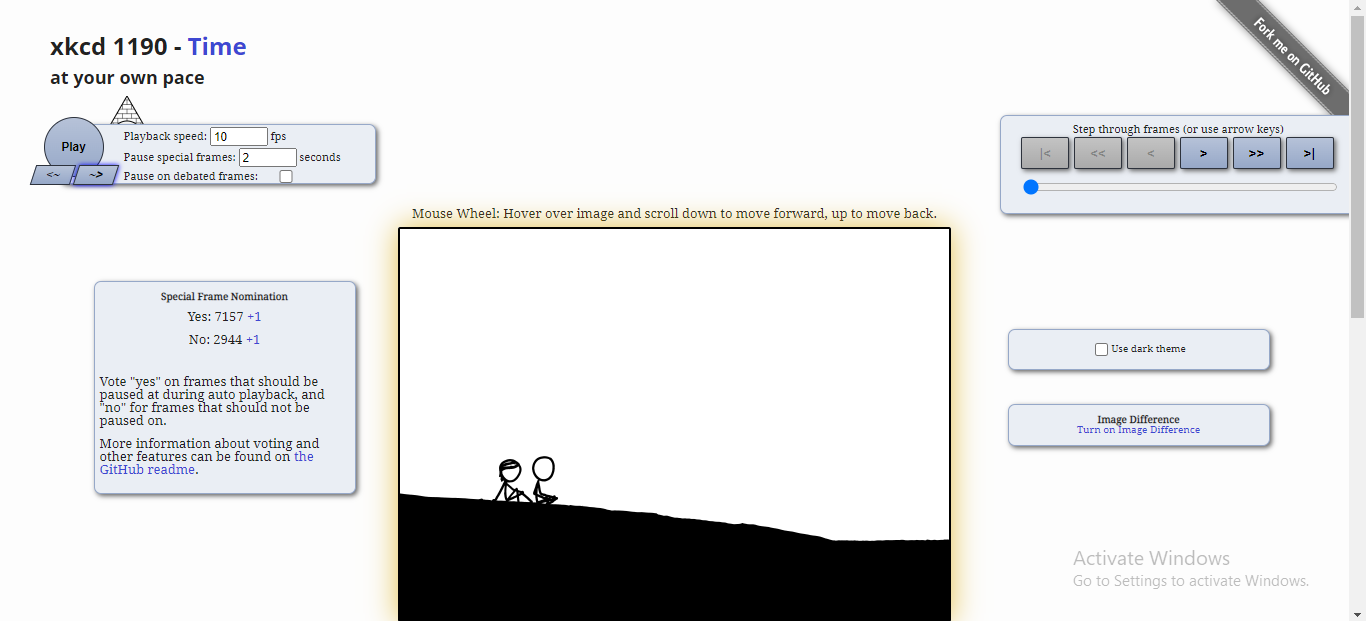 xkcd 1190 - Time
at your own pace
Fork me on GitHub
Play
<~
~>
Playback speed: 10 fps
Pause special frames: 2 seconds
Pause on debated frames:
Step through frames (or use arrow keys)
|< << < > >> >|
Mouse Wheel: Hover over image and scroll down to move forward, up to move back.
Special Frame Nomination
Yes: 7157 +1
No: 2944 +1
Vote "yes" on frames that should be
paused at during auto playback, and
"no" for frames that should not be
paused on.
More information about voting and
other features can be found on the
GitHub readme.
Use dark theme
Image Difference
Turn on Image Difference
Activate Windows
Go to Settings to activate Windows.